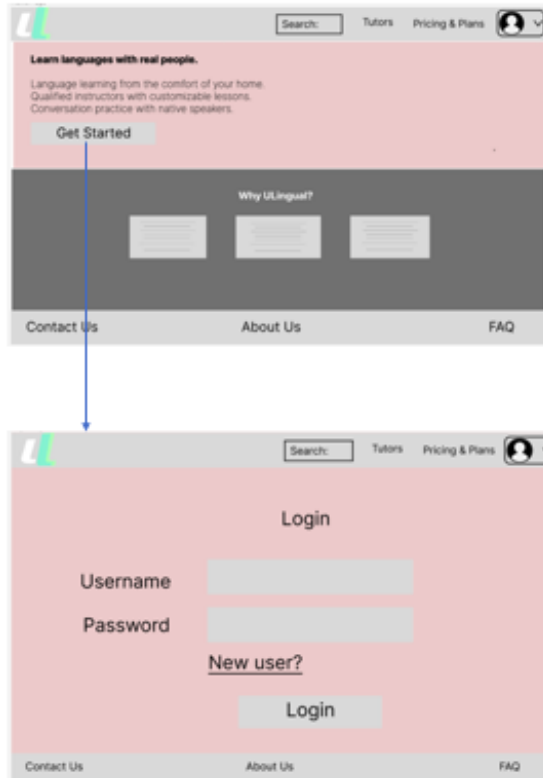 UL
Search:
Tutors
Pricing & Plans
Learn languages with real people.
Language learning from the comfort of your home.
Qualified instructors with customizable lessons.
Conversation practice with native speakers.
Get Started
Why ULingual?
Contact Us
About Us
FAQ
UL
Search:
Tutors
Pricing & Plans
Login
Username
Password
New user?
Login
Contact Us
About Us
FAQ